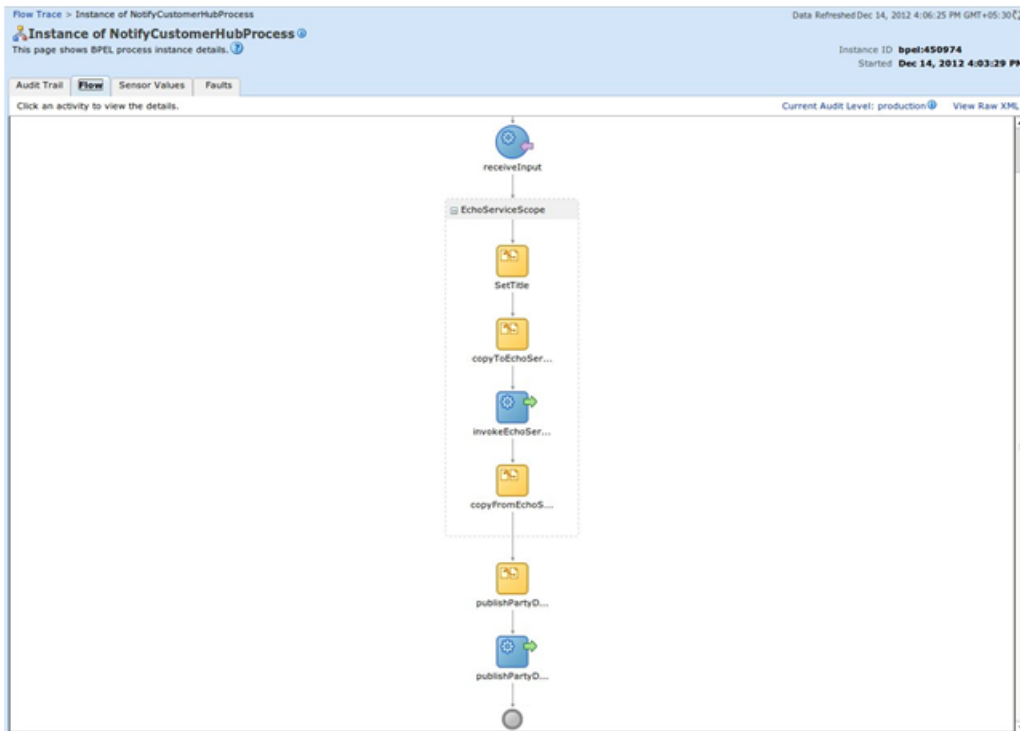 Flow Trace > Instance of NotifyCustomerHubProcess
Data Refreshed Dec 14, 2012 4:06:25 PM GMT+05:30
Instance of NotifyCustomerHubProcess
This page shows BPEL process instance details.
Instance ID bpel:450974
Started Dec 14, 2012 4:03:29 PM
Audit Trail Flow Sensor Values Faults
Click an activity to view the details.
Current Audit Level: production View Raw XML
receiveInput
EchoServiceScope
SetTitle
copyToEchoSer...
invokeEchoSer...
copyFromEchoS...
publishPartyD...
publishPartyD...